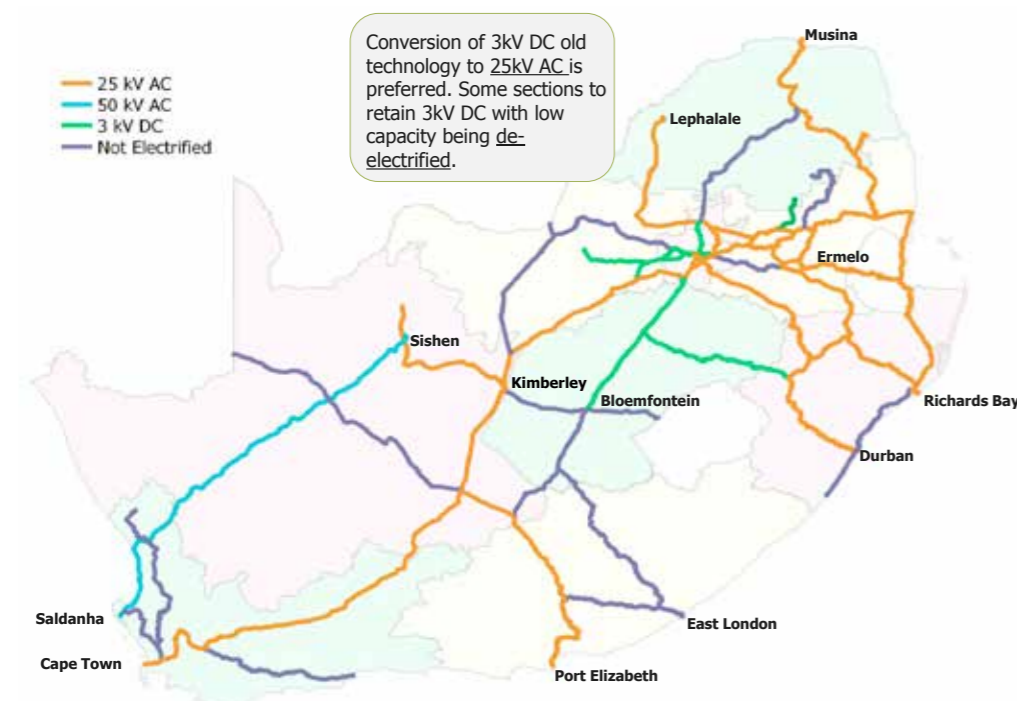 Conversion of 3kV DC old
technology to 25kV AC is
preferred. Some sections to
retain 3kV DC with low
capacity being de-
electrified.
Musina
25 kV AC
50 kV AC
3 kV DC
Not Electrified
Lephalale
Ermelo
Sishen
Kimberley
Bloemfontein
Richards Bay
Durban
Saldanha
East London
Cape Town
Port Elizabeth